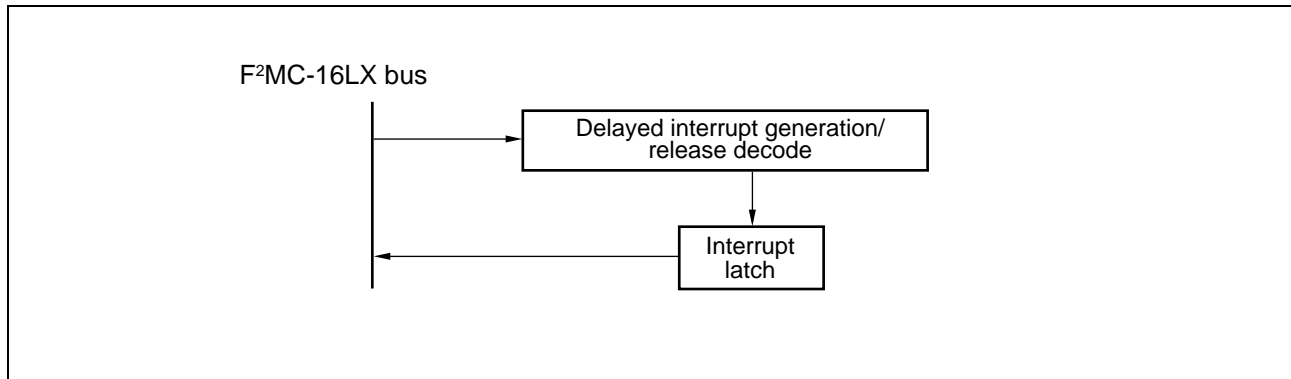 F²MC-16LX bus
Delayed interrupt generation/
release decode
Interrupt
latch